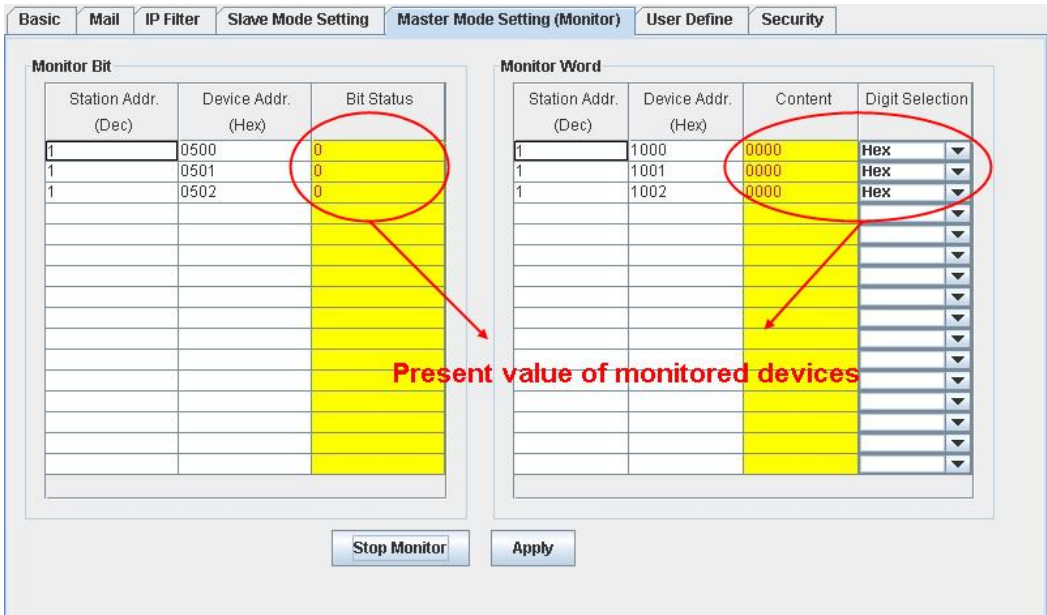 Basic Mail IP Filter Slave Mode Setting Master Mode Setting (Monitor) User Define Security
Monitor Bit
Station Addr. (Dec) Device Addr. (Hex) Bit Status
1 0500 0
1 0501 0
1 0502 0
Monitor Word
Station Addr. (Dec) Device Addr. (Hex) Content Digit Selection
1 1000 0000 Hex
1 1001 0000 Hex
1 1002 0000 Hex
Present value of monitored devices
Stop Monitor Apply